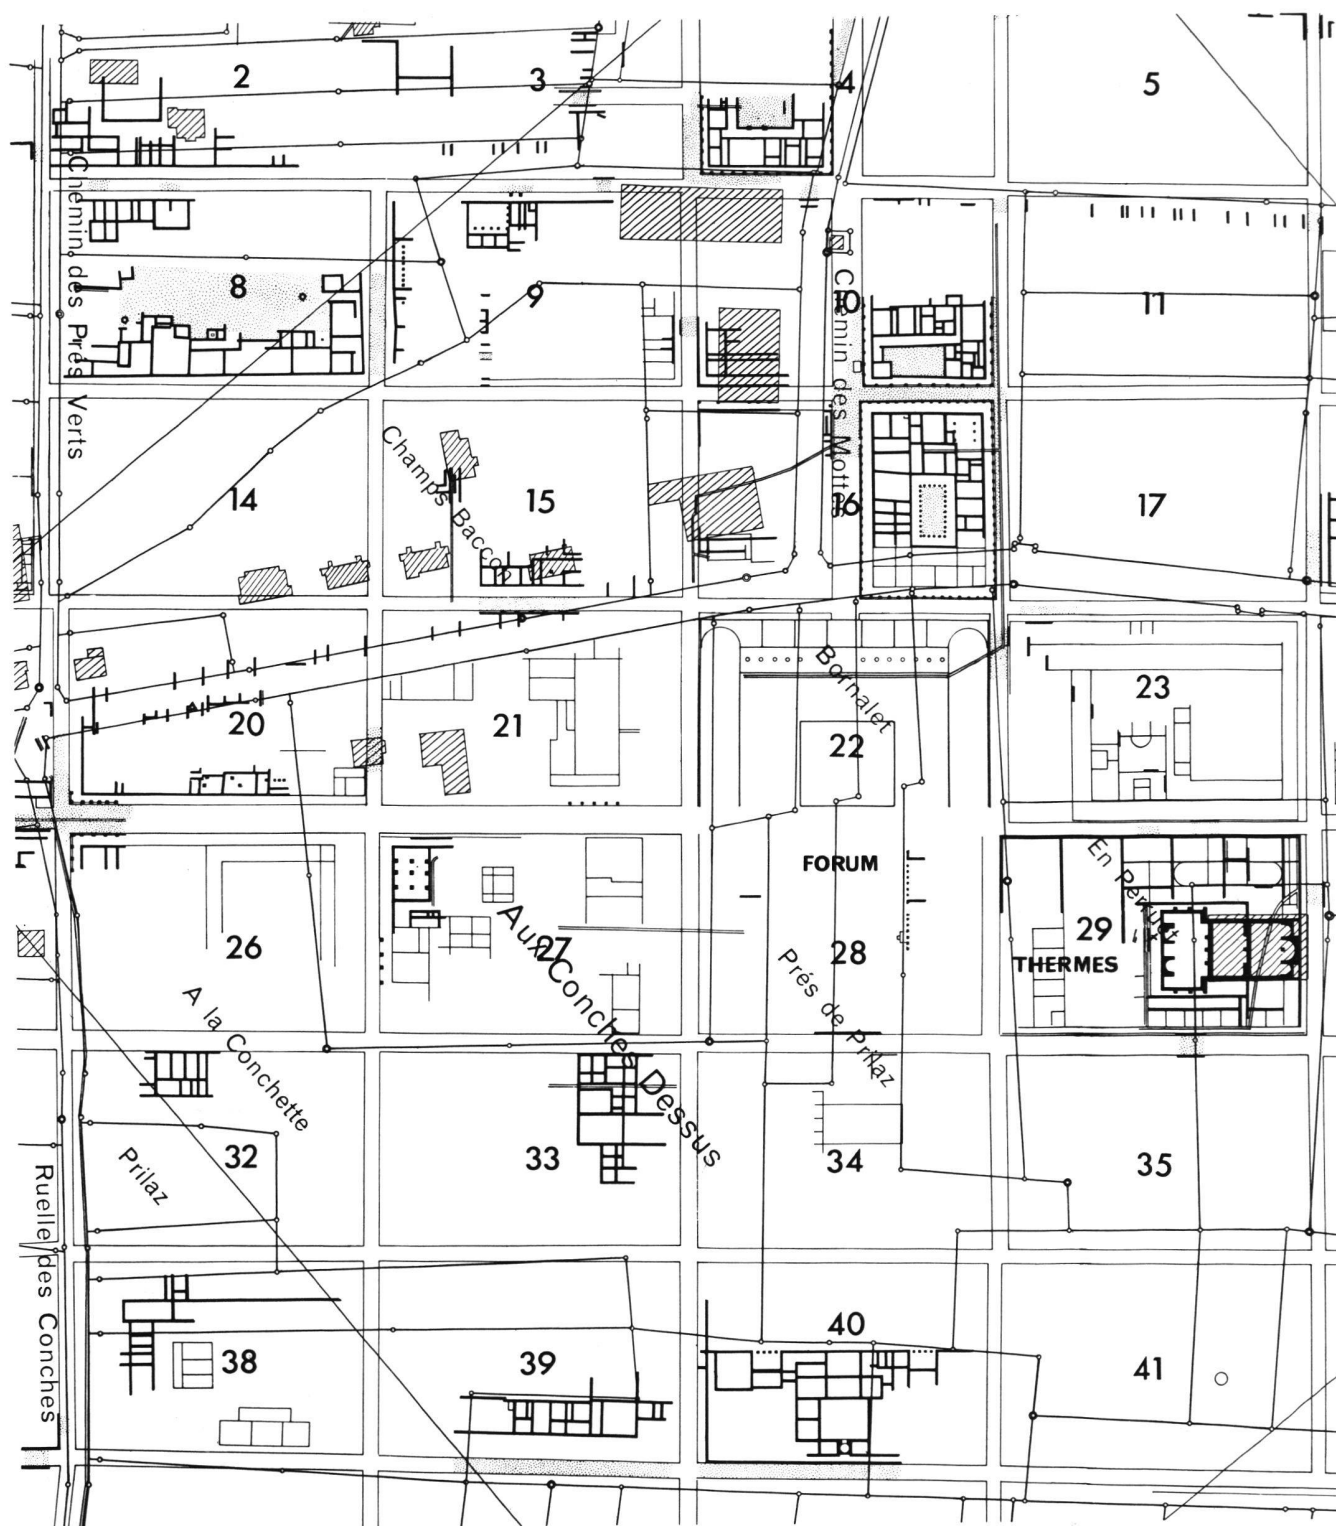 2
3
4
5
Chemin des Prés Verts
8
9
Chemin des Mottes
10
11
14
Champs Baccon
15
16
17
20
21
Bornalet
22
23
26
Aux Conches Dessus
27
FORUM
28
Prés de Prilaz
En Pertuis
29
THERMES
A la Conchette
Prilaz
32
33
34
35
Ruelle des Conches
38
39
40
41